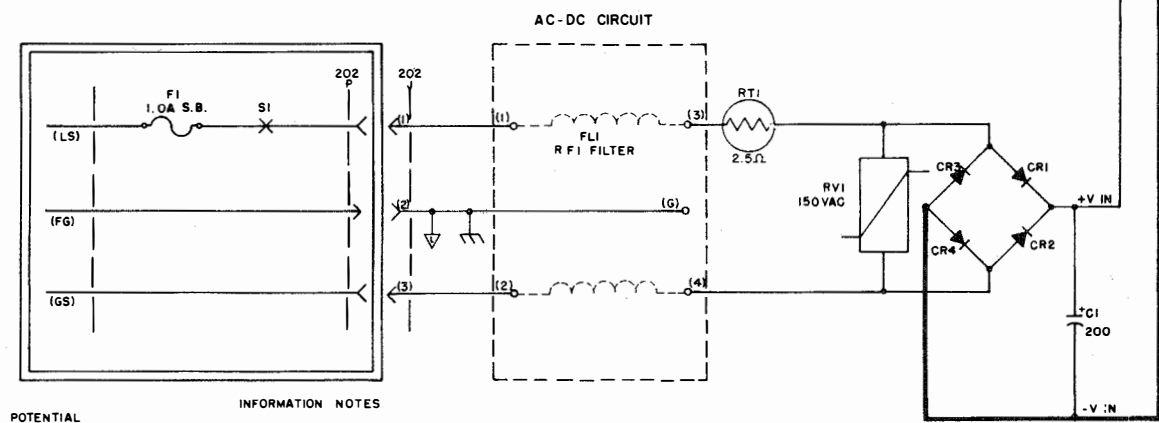 AC-DC CIRCUIT
202
202
F1
1.0A S.B.
S1
(LS)
(1)
(1)
FL1
RFI FILTER
(3)
RT1
2.5Ω
(FG)
(2)
L
(G)
RV1
150VAC
CR3
CR1
CR4
CR2
+V IN
(GS)
(3)
(2)
(4)
+C1
200
-V IN
INFORMATION NOTES
POTENTIAL